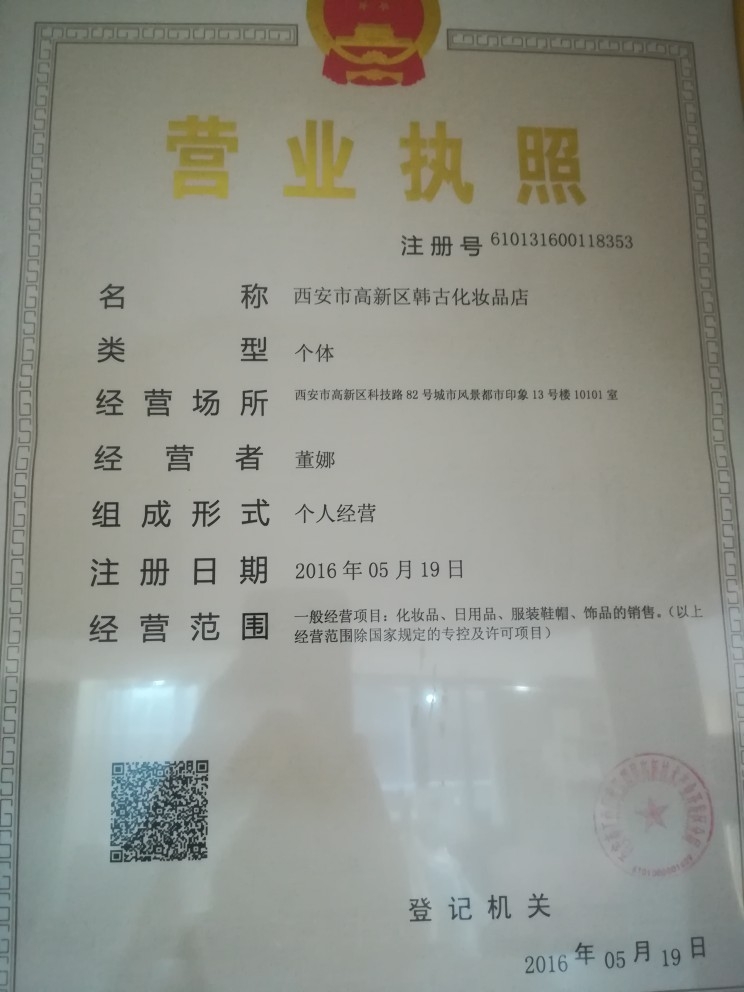 营业执照
注册号 610131600118353
名称 西安市高新区韩古化妆品店
类型 个体
经营场所 西安市高新区科技路 82 号城市风景都市印象 13 号楼 10101 室
经营者 董娜
组成形式 个人经营
注册日期 2016 年 05 月 19 日
经营范围 一般经营项目：化妆品、日用品、服装鞋帽、饰品的销售。（以上
经营范围除国家规定的专控及许可项目）
登记机关
2016 年 05 月 19 日